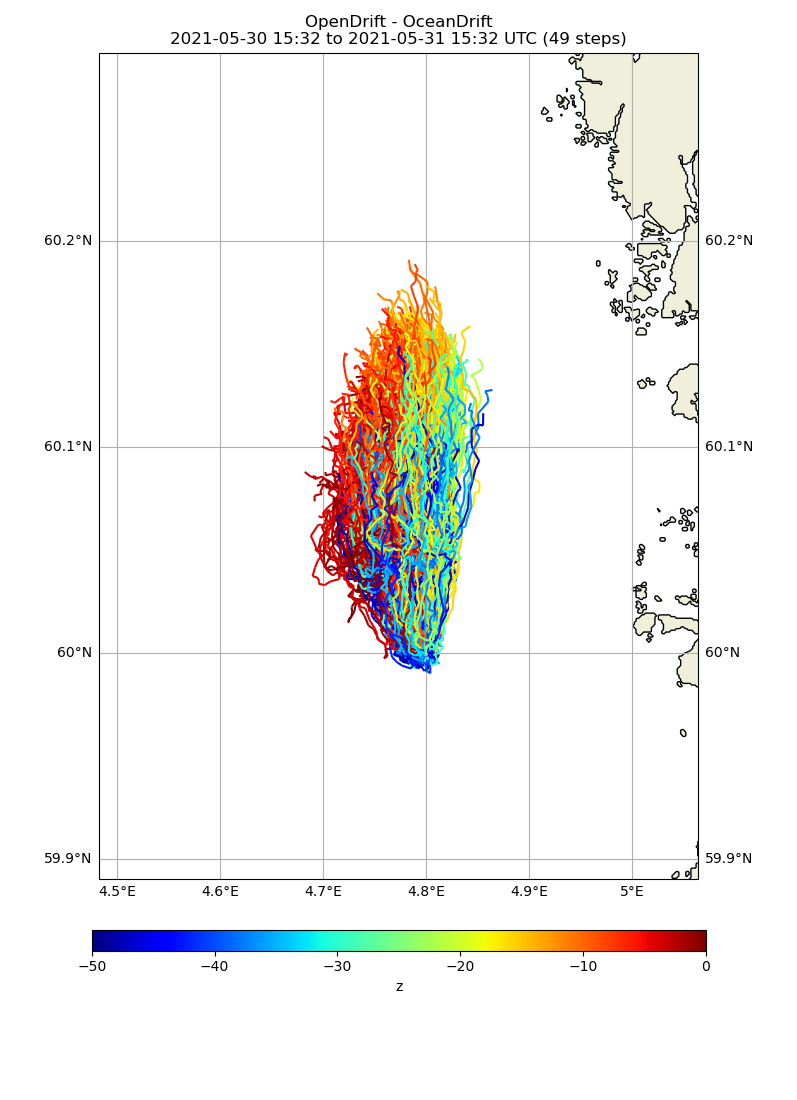 OpenDrift - OceanDrift
2021-05-30 15:32 to 2021-05-31 15:32 UTC (49 steps)
60.2°N
60.2°N
60.1°N
60.1°N
60°N
60°N
59.9°N
59.9°N
4.5°E
4.6°E
4.7°E
4.8°E
4.9°E
5°E
−50
−40
−30
−20
−10
0
z